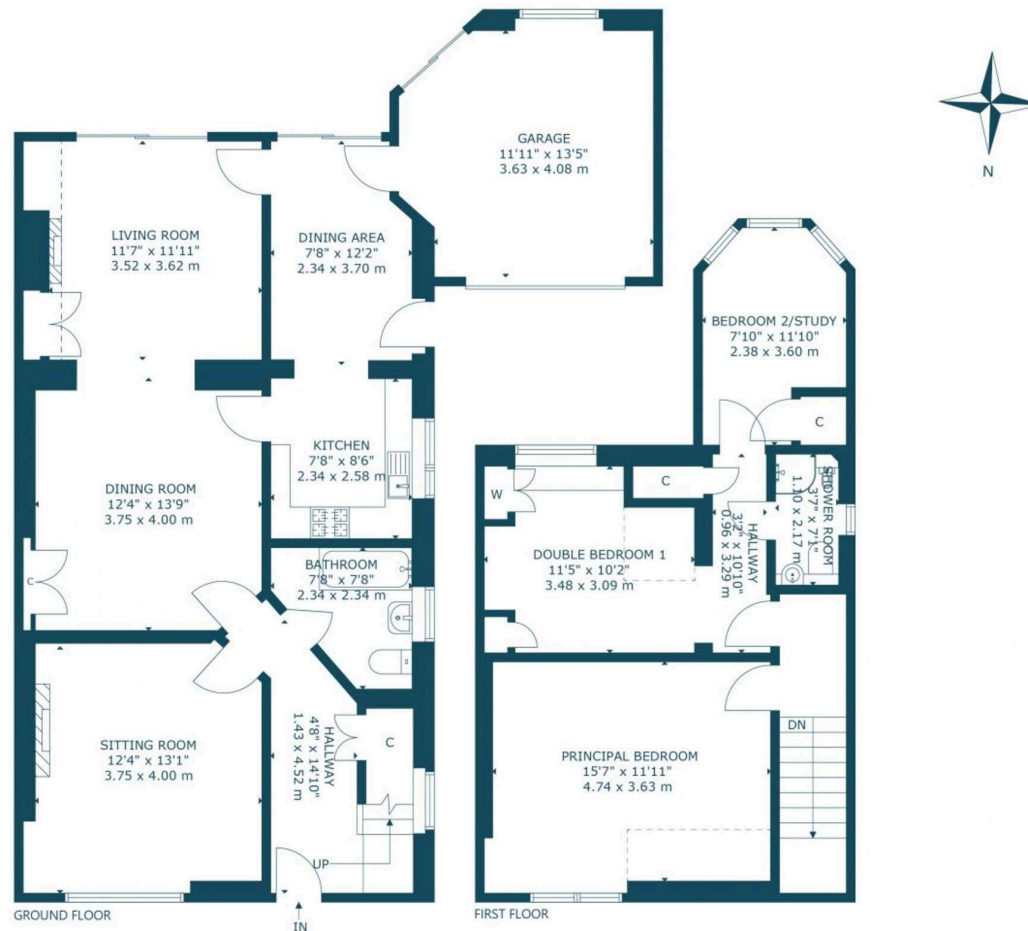 GARAGE
11'11" x 13'5"
3.63 x 4.08 m
N
LIVING ROOM
11'7" x 11'11"
3.52 x 3.62 m
DINING AREA
7'8" x 12'2"
2.34 x 3.70 m
BEDROOM 2/STUDY
7'10" x 11'10"
2.38 x 3.60 m
C
KITCHEN
7'8" x 8'6"
2.34 x 2.58 m
DINING ROOM
12'4" x 13'9"
3.75 x 4.00 m
C
W
C
DOUBLE BEDROOM 1
11'5" x 10'2"
3.48 x 3.09 m
HALLWAY
3'2" x 10'10"
0.96 x 3.29 m
SHOWER ROOM
3'7" x 7'1"
1.10 x 2.17 m
BATHROOM
7'8" x 7'8"
2.34 x 2.34 m
SITTING ROOM
12'4" x 13'1"
3.75 x 4.00 m
HALLWAY
4'8" x 14'10"
1.43 x 4.52 m
C
UP
PRINCIPAL BEDROOM
15'7" x 11'11"
4.74 x 3.63 m
DN
GROUND FLOOR
IN
FIRST FLOOR